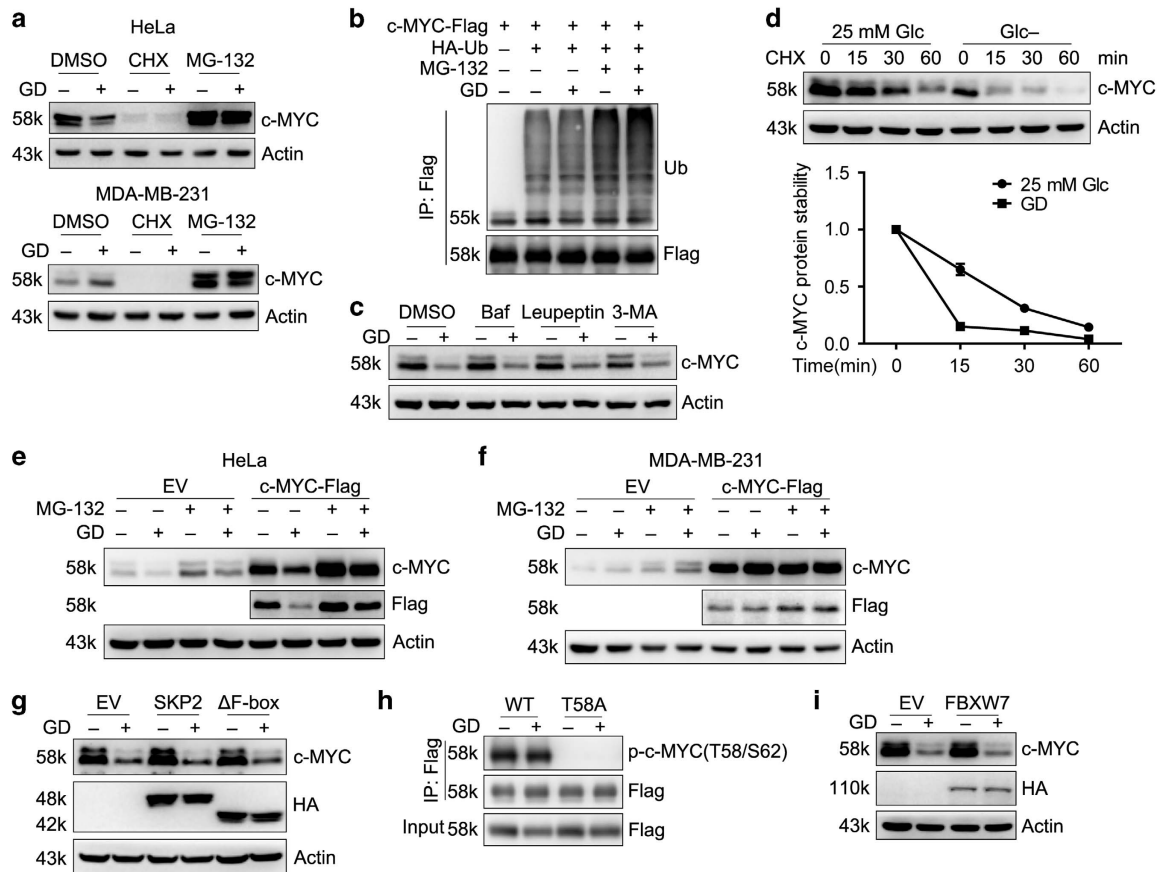 a
HeLa
DMSO CHX MG-132
GD – + – + – +
58k c-MYC
43k Actin
MDA-MB-231
DMSO CHX MG-132
GD – + – + – +
58k c-MYC
43k Actin
b
c-MYC-Flag + + + + +
HA-Ub – + + + +
MG-132 – – – + +
GD – – + – +
IP: Flag
Ub
55k
58k Flag
c
DMSO Baf Leupeptin 3-MA
GD – + – + – + – +
58k c-MYC
43k Actin
d
25 mM Glc Glc–
CHX 0 15 30 60 0 15 30 60 min
58k c-MYC
43k Actin
c-MYC protein stability
1.5
1.0
0.5
0.0
25 mM Glc
GD
Time(min) 0 15 30 60
e
HeLa
EV c-MYC-Flag
MG-132 – – + + – – + +
GD – + – + – + – +
58k c-MYC
58k Flag
43k Actin
f
MDA-MB-231
EV c-MYC-Flag
MG-132 – – + + – – + +
GD – + – + – + – +
58k c-MYC
58k Flag
43k Actin
g
EV SKP2 ΔF-box
GD – + – + – +
58k c-MYC
48k HA
42k
43k Actin
h
WT T58A
GD – + – +
IP: Flag
58k p-c-MYC(T58/S62)
58k Flag
Input 58k Flag
i
EV FBXW7
GD – + – +
58k c-MYC
110k HA
43k Actin